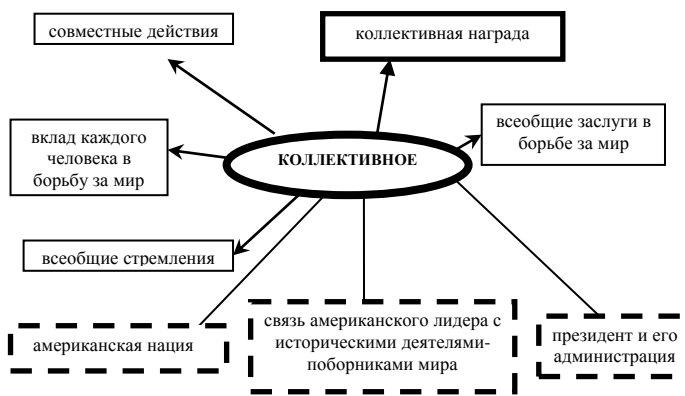 совместные действия
коллективная награда
вклад каждого
человека в
борьбу за мир
КОЛЛЕКТИВНОЕ
всеобщие заслуги в
борьбе за мир
всеобщие стремления
американская нация
связь американского лидера с
историческими деятелями-
поборниками мира
президент и его
администрация